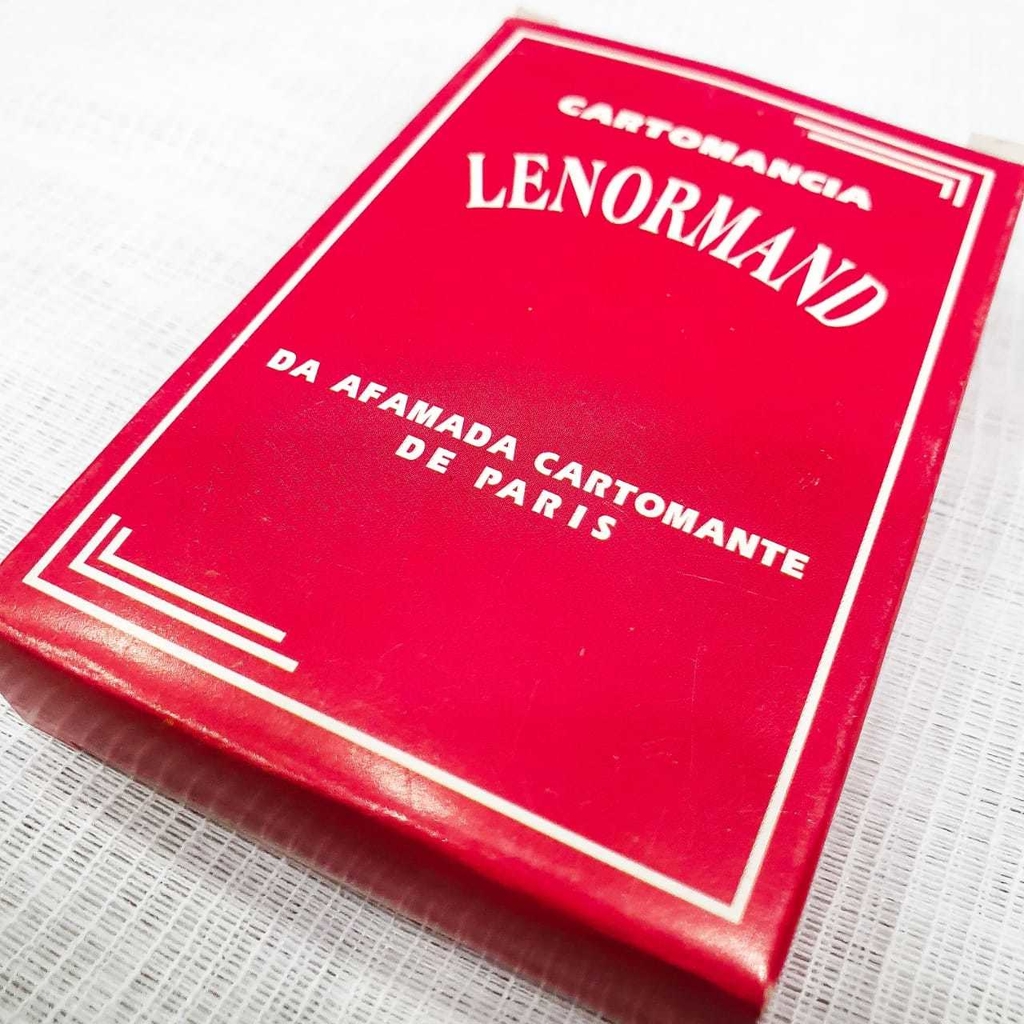 CARTOMANCIA
LENORMAND
DA AFAMADA CARTOMANTE
DE PARIS